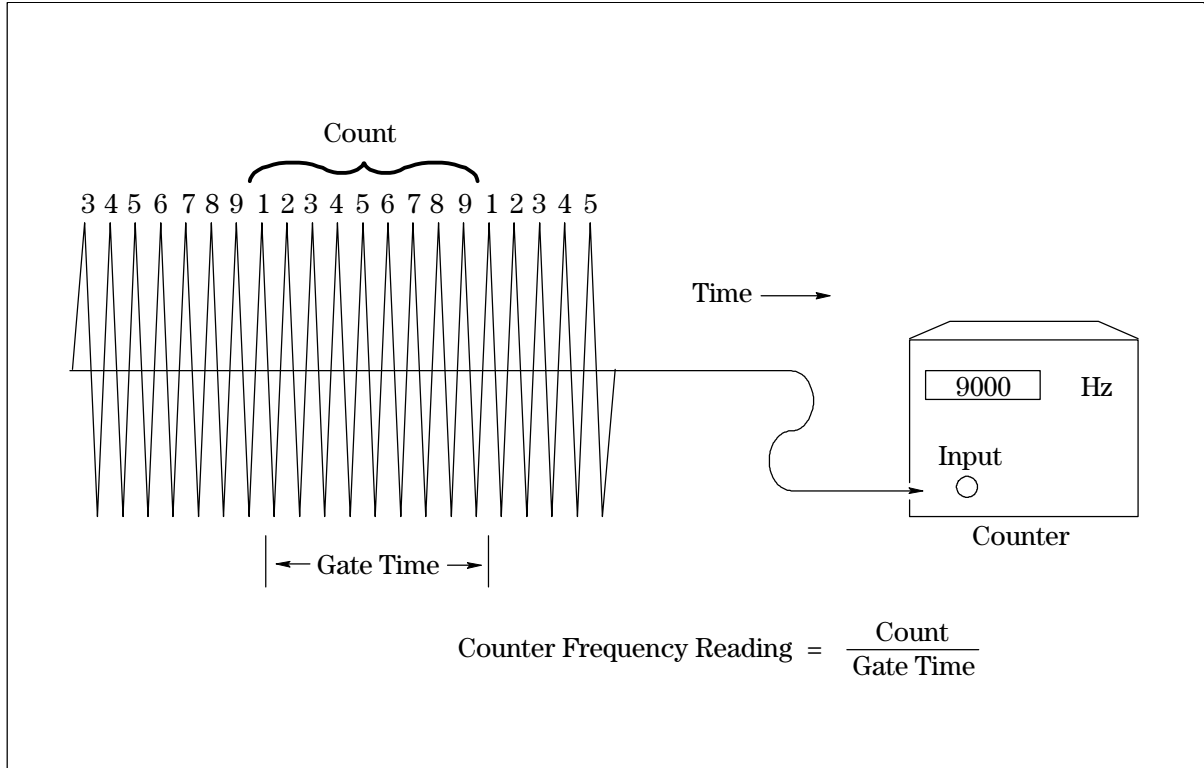 Count
3 4 5 6 7 8 9 1 2 3 4 5 6 7 8 9 1 2 3 4 5
Time
9000 Hz
Input
Counter
Gate Time
Counter Frequency Reading = Count
Gate Time